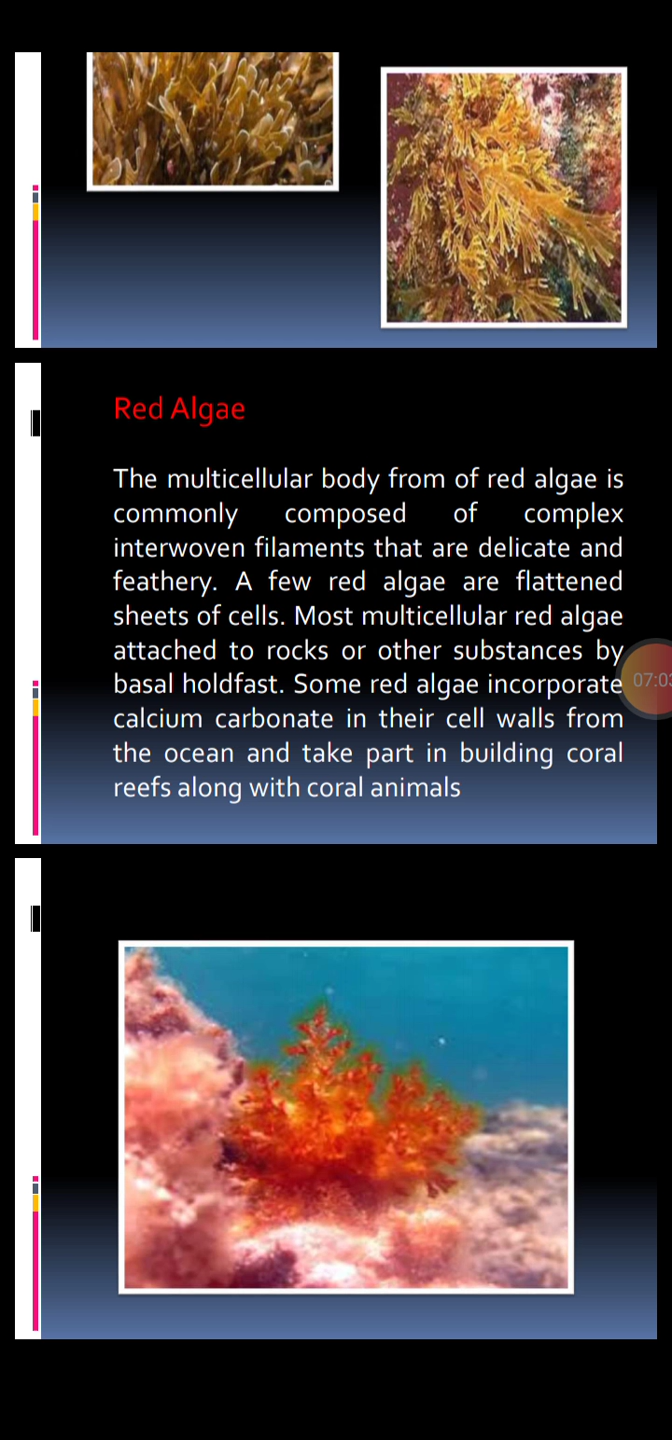 Red Algae
The multicellular body from of red algae is
commonly composed of complex
interwoven filaments that are delicate and
feathery. A few red algae are flattened
sheets of cells. Most multicellular red algae
attached to rocks or other substances by
basal holdfast. Some red algae incorporate
calcium carbonate in their cell walls from
the ocean and take part in building coral
reefs along with coral animals